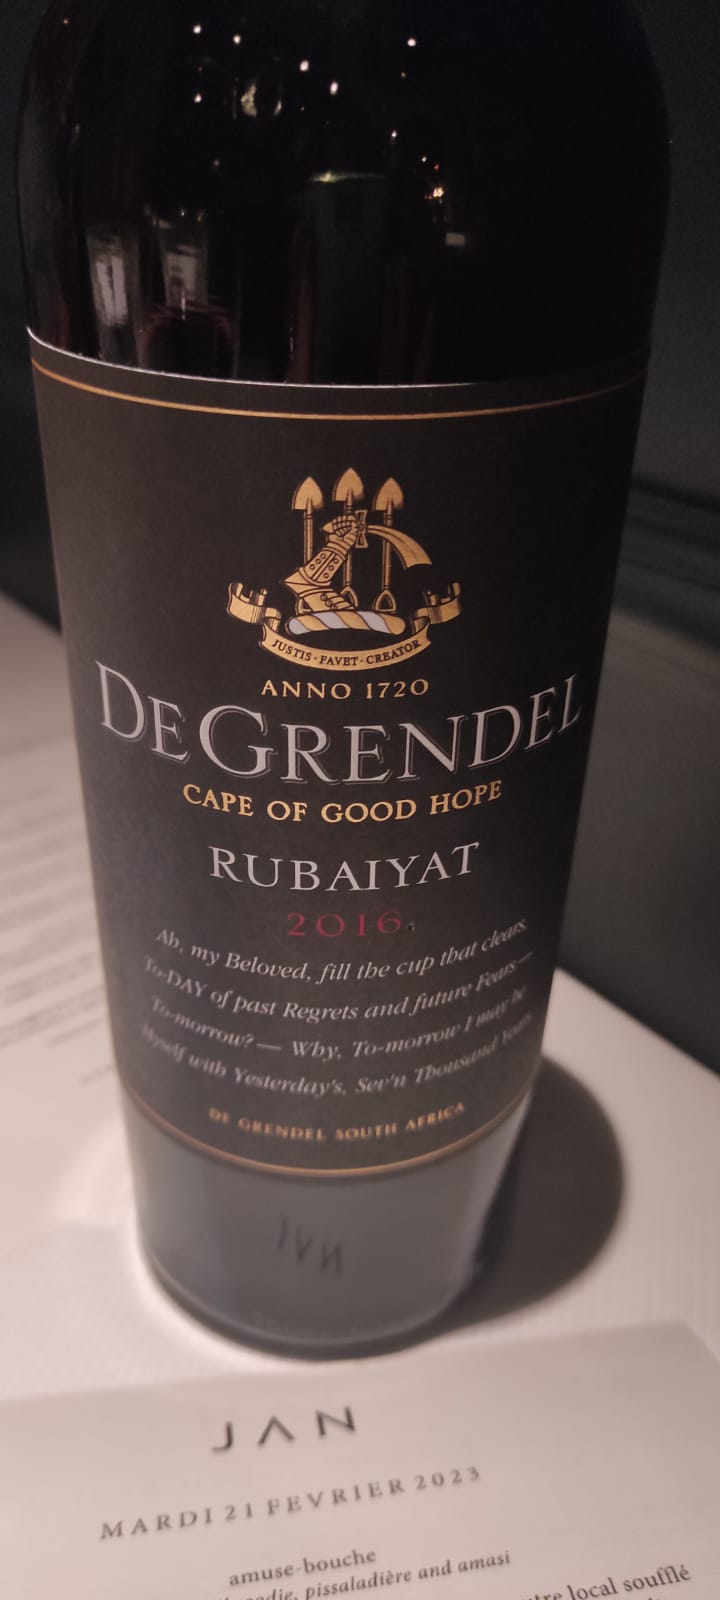 JUSTIS · FAVET · CREATOR
ANNO 1720
DE GRENDEL
CAPE OF GOOD HOPE
RUBAIYAT
2016
Ah, my Beloved, fill the cup that clears
To-DAY of past Regrets and future Fears—
To-morrow?— Why, To-morrow I may be
Myself with Yesterday's, Sev'n Thousand Years.
DE GRENDEL SOUTH AFRICA
JAN
MARDI 21 FEVRIER 2023
amuse-bouche
pissaladière and amasi
local soufflé